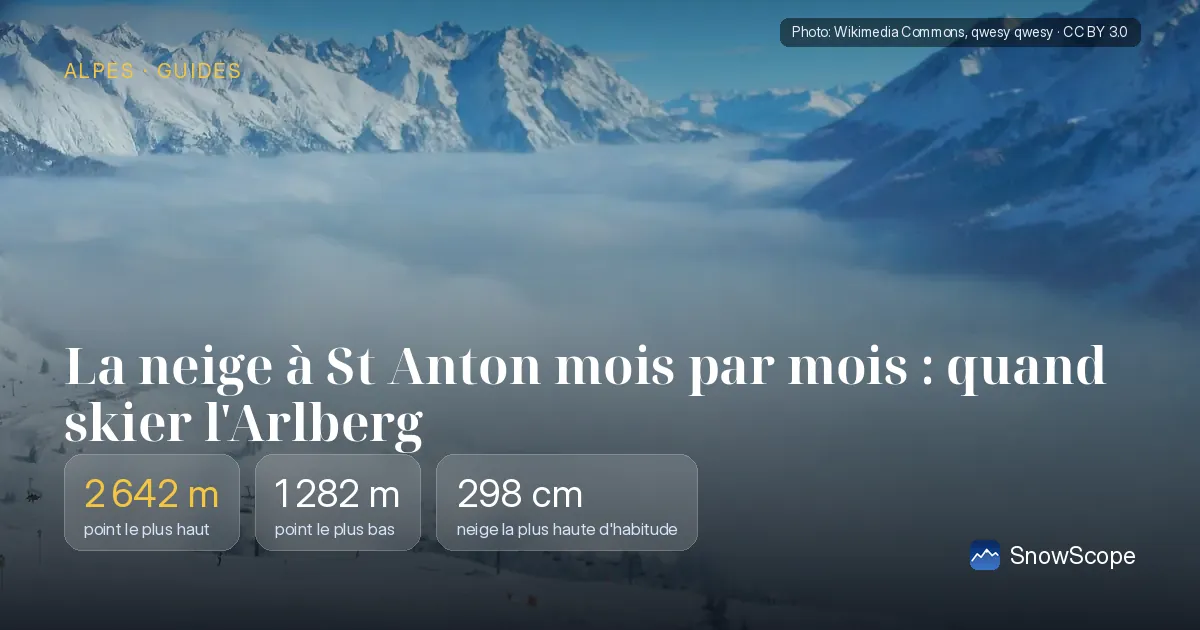 Photo: Wikimedia Commons, qwesy qwesy · CC BY 3.0
ALPES · GUIDES
La neige à St Anton mois par mois : quand
skier l'Arlberg
2 642 m
point le plus haut
1 282 m
point le plus bas
298 cm
neige la plus haute d'habitude
SnowScope